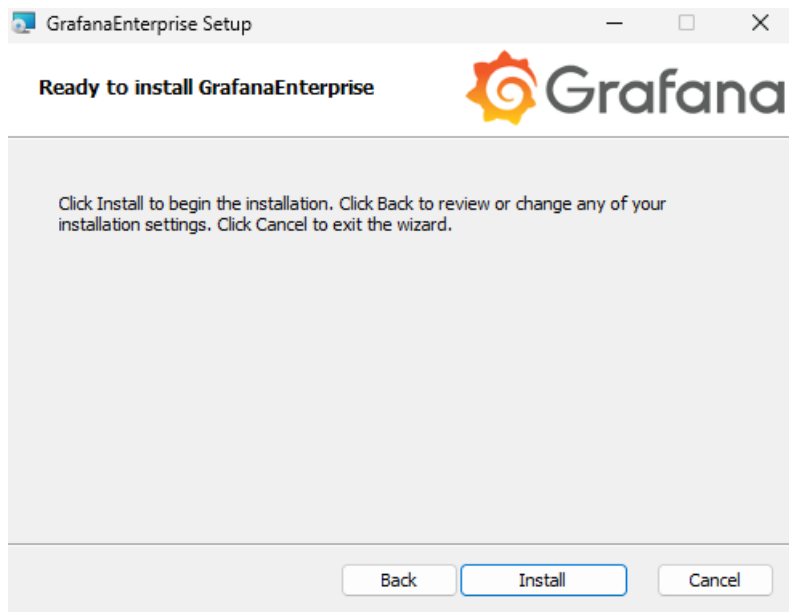 GrafanaEnterprise Setup
Ready to install GrafanaEnterprise
Grafana
Click Install to begin the installation. Click Back to review or change any of your
installation settings. Click Cancel to exit the wizard.
Back
Install
Cancel